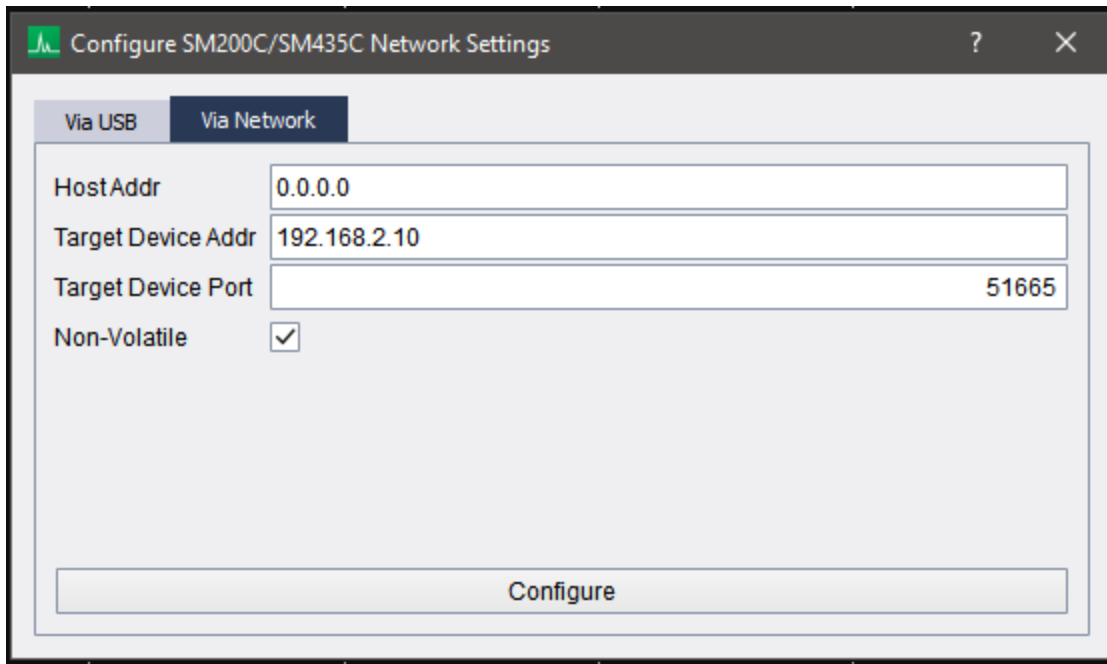 Configure SM200C/SM435C Network Settings ?
Via USB Via Network
Host Addr 0.0.0.0
Target Device Addr 192.168.2.10
Target Device Port 51665
Non-Volatile
Configure